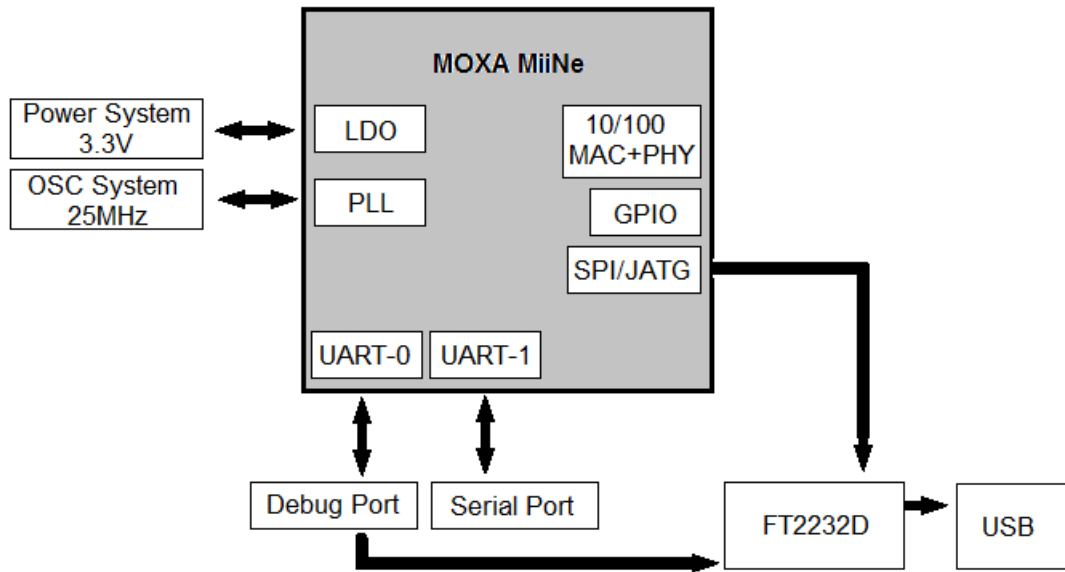 MOXA MiiNe
Power System
3.3V
LDO
10/100
MAC+PHY
OSC System
25MHz
PLL
GPIO
SPI/JATG
UART-0
UART-1
Debug Port
Serial Port
FT2232D
USB